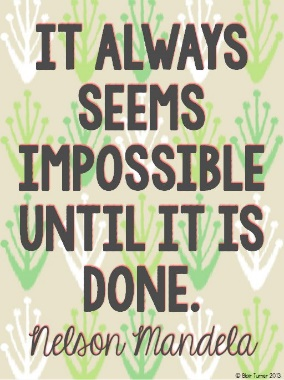 IT ALWAYS
SEEMS
IMPOSSIBLE
UNTIL IT IS
DONE.
Nelson Mandela
© Blair Turner 2013